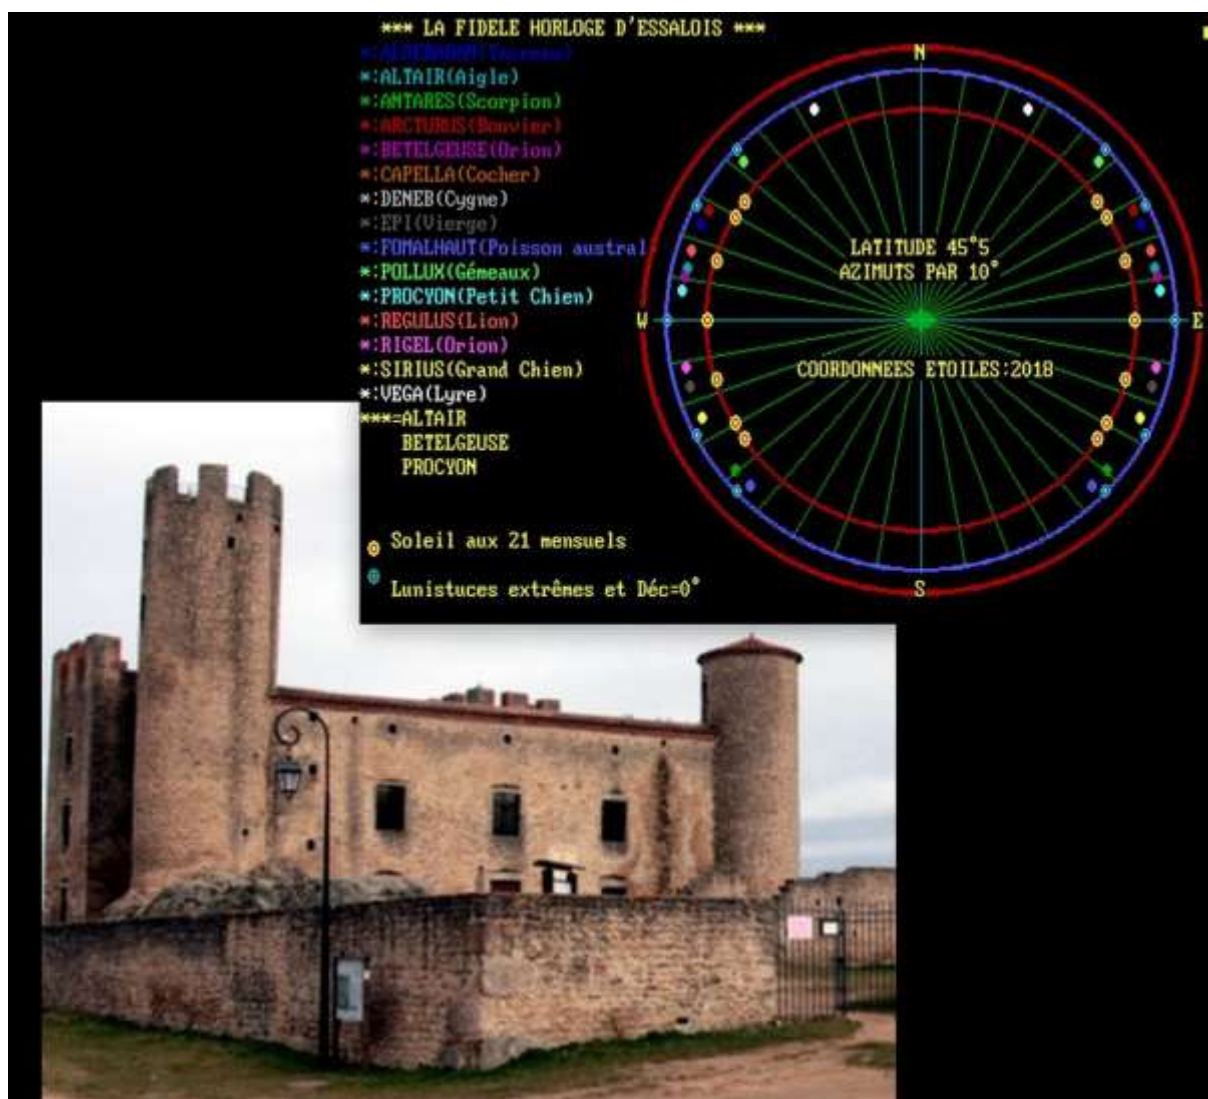 *** LA FIDELE HORLOGE D'ESSALOIS ***
*:ALDEBARAN(Taureau)
*:ALTAIR(Aigle)
*:ANTARES(Scorpion)
*:ARCTURUS(Bouvier)
*:BETELGEUSE(Orion)
*:CAPELLA(Cocher)
*:DENEB(Cygne)
*:EPI(Vierge)
*:FOMALHAUT(Poisson austral
*:POLLUX(Gémeaux)
*:PROCYON(Petit Chien)
*:REGULUS(Lion)
*:RIGEL(Orion)
*:SIRIUS(Grand Chien)
*:VEGA(Lyre)
***=ALTAIR
BETELGEUSE
PROCYON
Soleil aux 21 mensuels
Lunistuces extrêmes et Déc=0°
N
LATITUDE 45°5
AZIMUTS PAR 10°
W
E
COORDONNEES ETOILES:2018
S